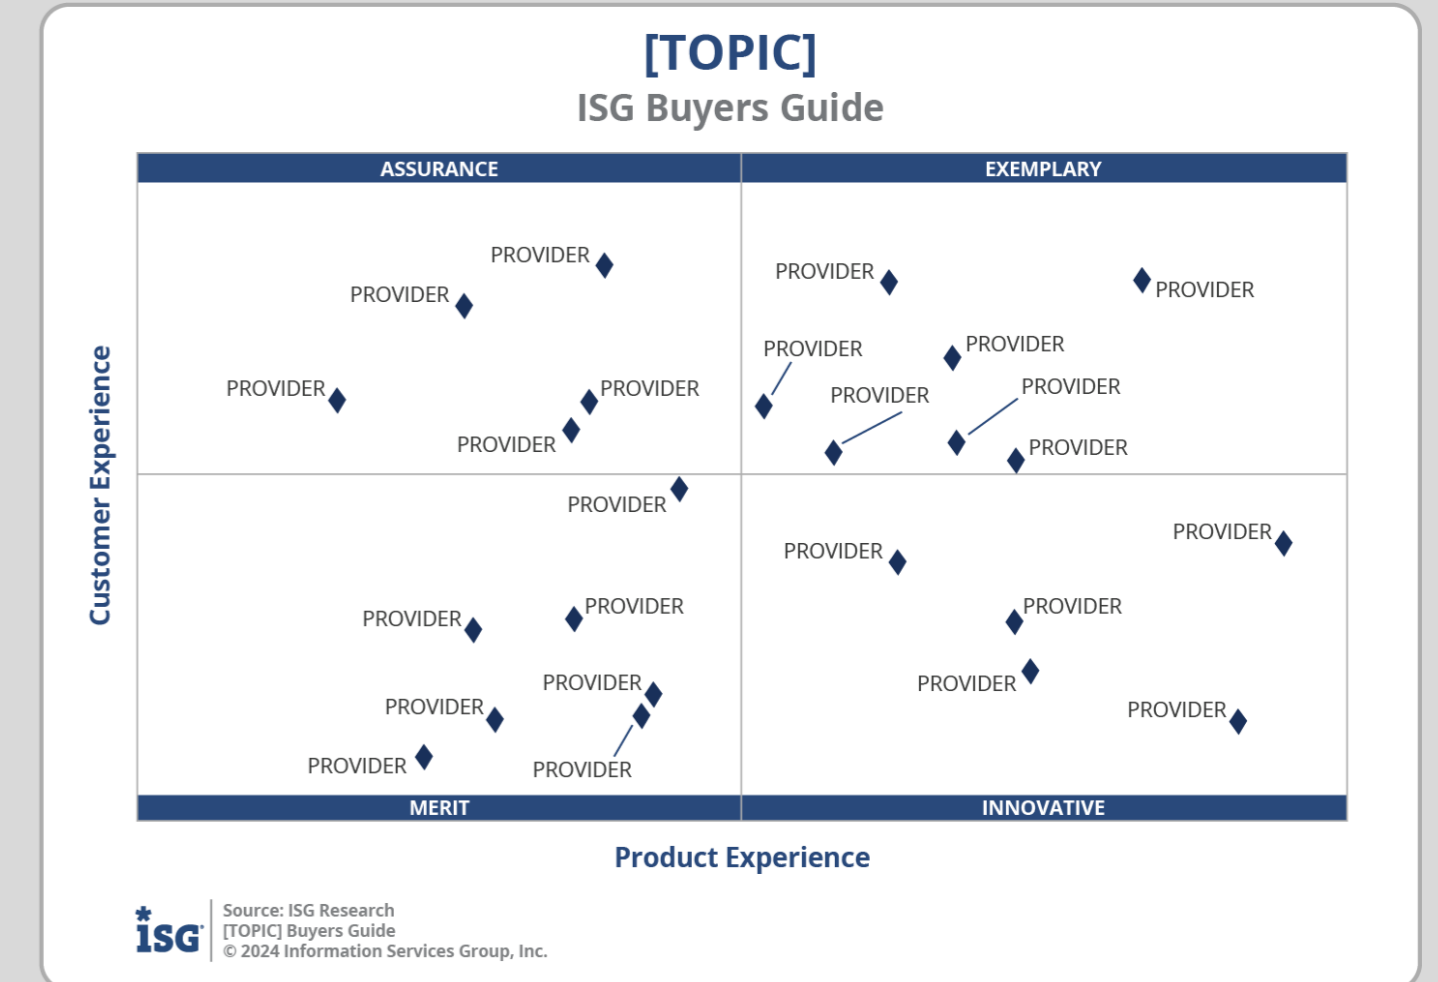 [TOPIC]
ISG Buyers Guide
ASSURANCE
EXEMPLARY
PROVIDER
PROVIDER
PROVIDER
PROVIDER
PROVIDER
PROVIDER
PROVIDER
PROVIDER
PROVIDER
PROVIDER
PROVIDER
PROVIDER
Customer Experience
PROVIDER
PROVIDER
PROVIDER
PROVIDER
PROVIDER
PROVIDER
PROVIDER
PROVIDER
PROVIDER
PROVIDER
PROVIDER
PROVIDER
MERIT
INNOVATIVE
Product Experience
ISG
Source: ISG Research
[TOPIC] Buyers Guide
© 2024 Information Services Group, Inc.